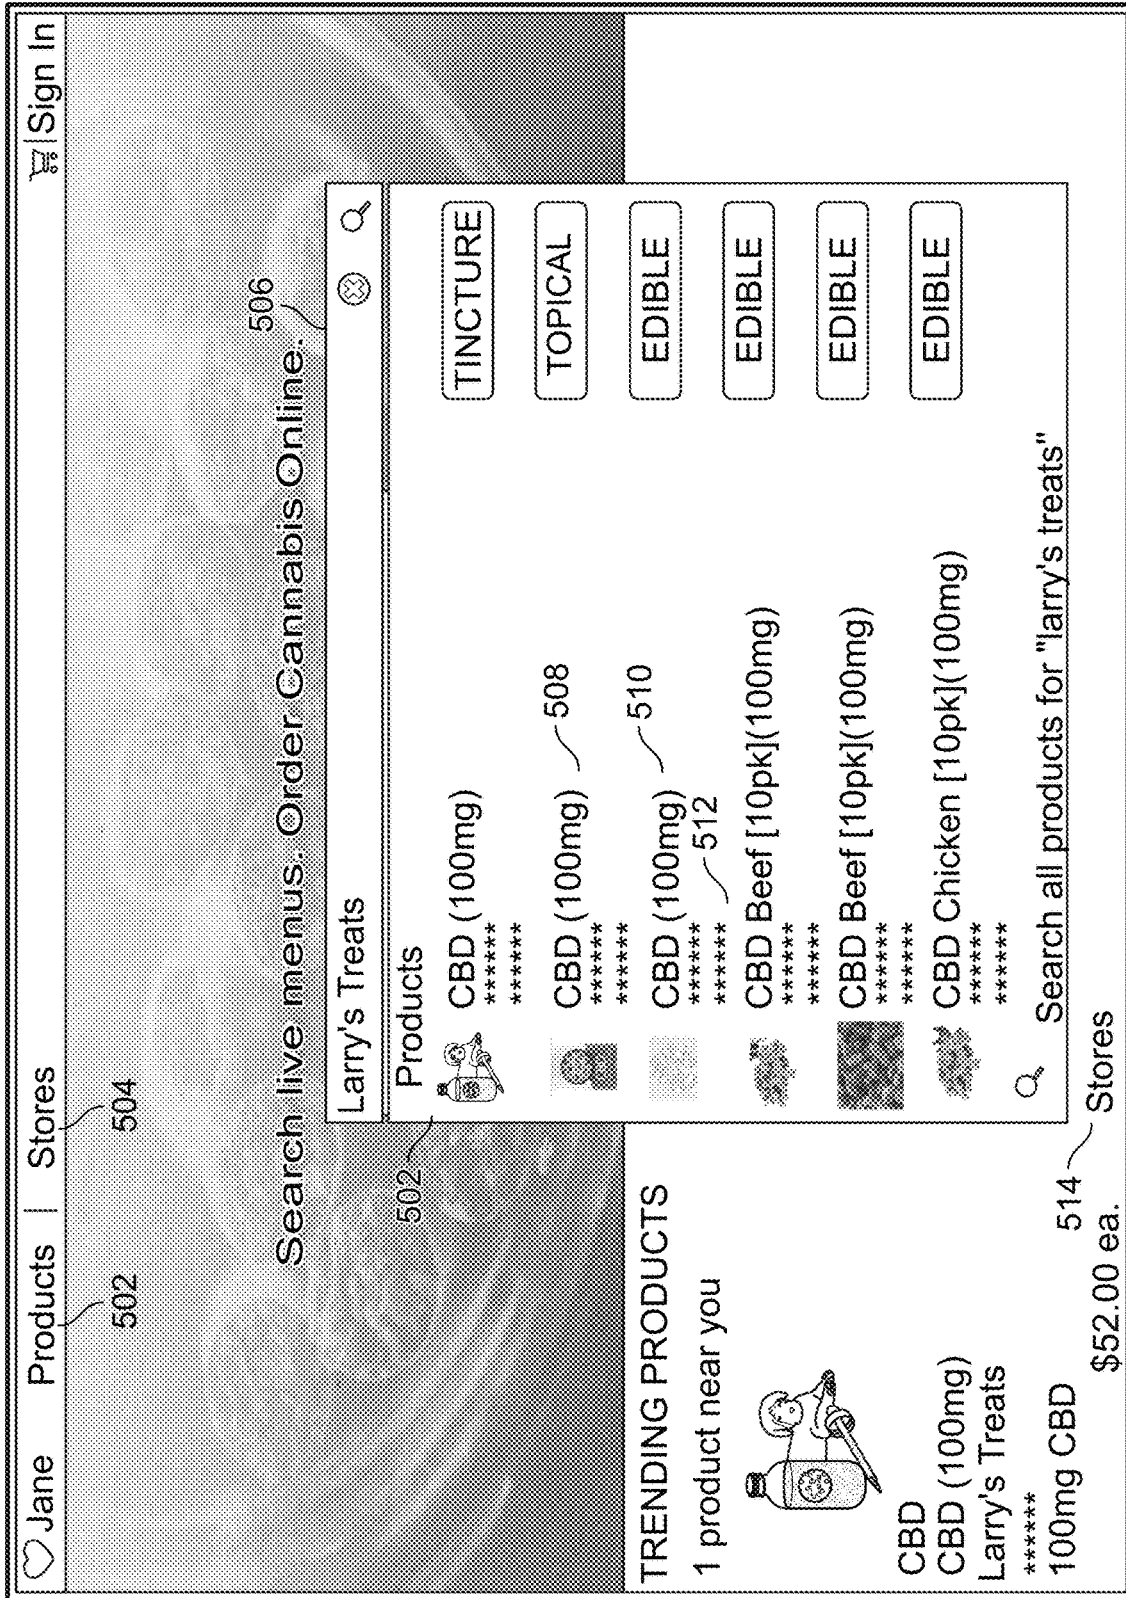 ♡ Jane Products | Stores 🛒|Sign In
502 504
Search live menus. Order Cannabis Online.
506
Larry's Treats
502
Products
CBD (100mg) TINCTURE
*******
*******
CBD (100mg) 508 TOPICAL
*******
*******
CBD (100mg) 510 EDIBLE
*******
******* 512
CBD Beef [10pk](100mg) EDIBLE
*******
*******
CBD Beef [10pk](100mg) EDIBLE
*******
*******
CBD Chicken [10pk](100mg) EDIBLE
*******
*******
Search all products for "larry's treats"
TRENDING PRODUCTS
1 product near you
CBD
CBD (100mg)
Larry's Treats
******
100mg CBD
514 Stores
$52.00 ea.